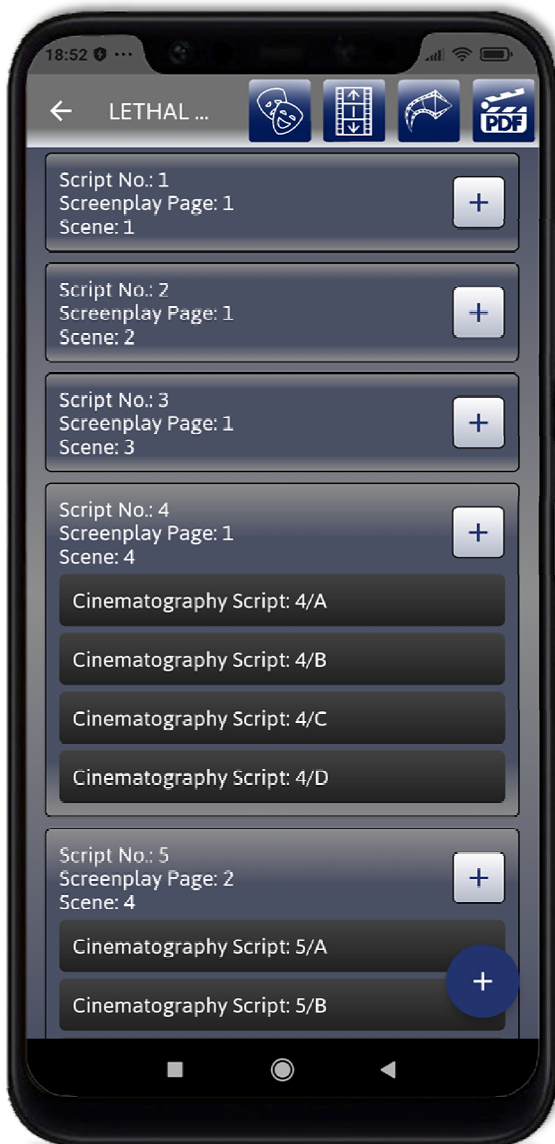 18:52
LETHAL ...
PDF
Script No.: 1
Screenplay Page: 1
Scene: 1
Script No.: 2
Screenplay Page: 1
Scene: 2
Script No.: 3
Screenplay Page: 1
Scene: 3
Script No.: 4
Screenplay Page: 1
Scene: 4
Cinematography Script: 4/A
Cinematography Script: 4/B
Cinematography Script: 4/C
Cinematography Script: 4/D
Script No.: 5
Screenplay Page: 2
Scene: 4
Cinematography Script: 5/A
Cinematography Script: 5/B